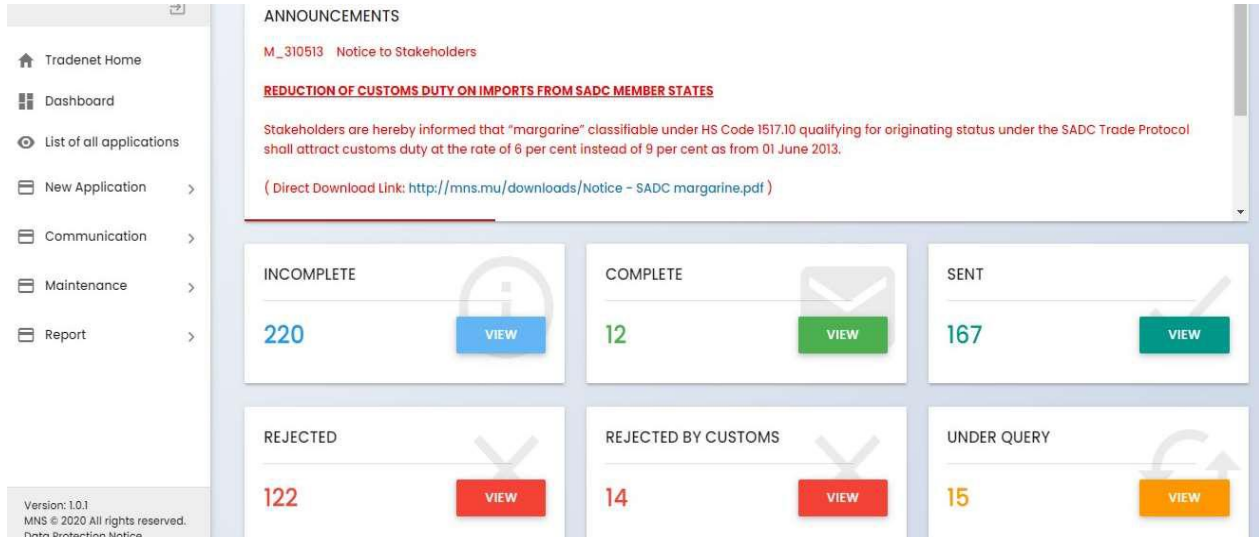 Tradenet Home
Dashboard
List of all applications
New Application
Communication
Maintenance
Report
Version: 1.0.1
MNS © 2020 All rights reserved.
Data Protection Notice
ANNOUNCEMENTS
M_310513 Notice to Stakeholders
REDUCTION OF CUSTOMS DUTY ON IMPORTS FROM SADC MEMBER STATES
Stakeholders are hereby informed that "margarine" classifiable under HS Code 1517.10 qualifying for originating status under the SADC Trade Protocol
shall attract customs duty at the rate of 6 per cent instead of 9 per cent as from 01 June 2013.
( Direct Download Link: http://mns.mu/downloads/Notice - SADC margarine.pdf )
INCOMPLETE
220 VIEW
COMPLETE
12 VIEW
SENT
167 VIEW
REJECTED
122 VIEW
REJECTED BY CUSTOMS
14 VIEW
UNDER QUERY
15 VIEW